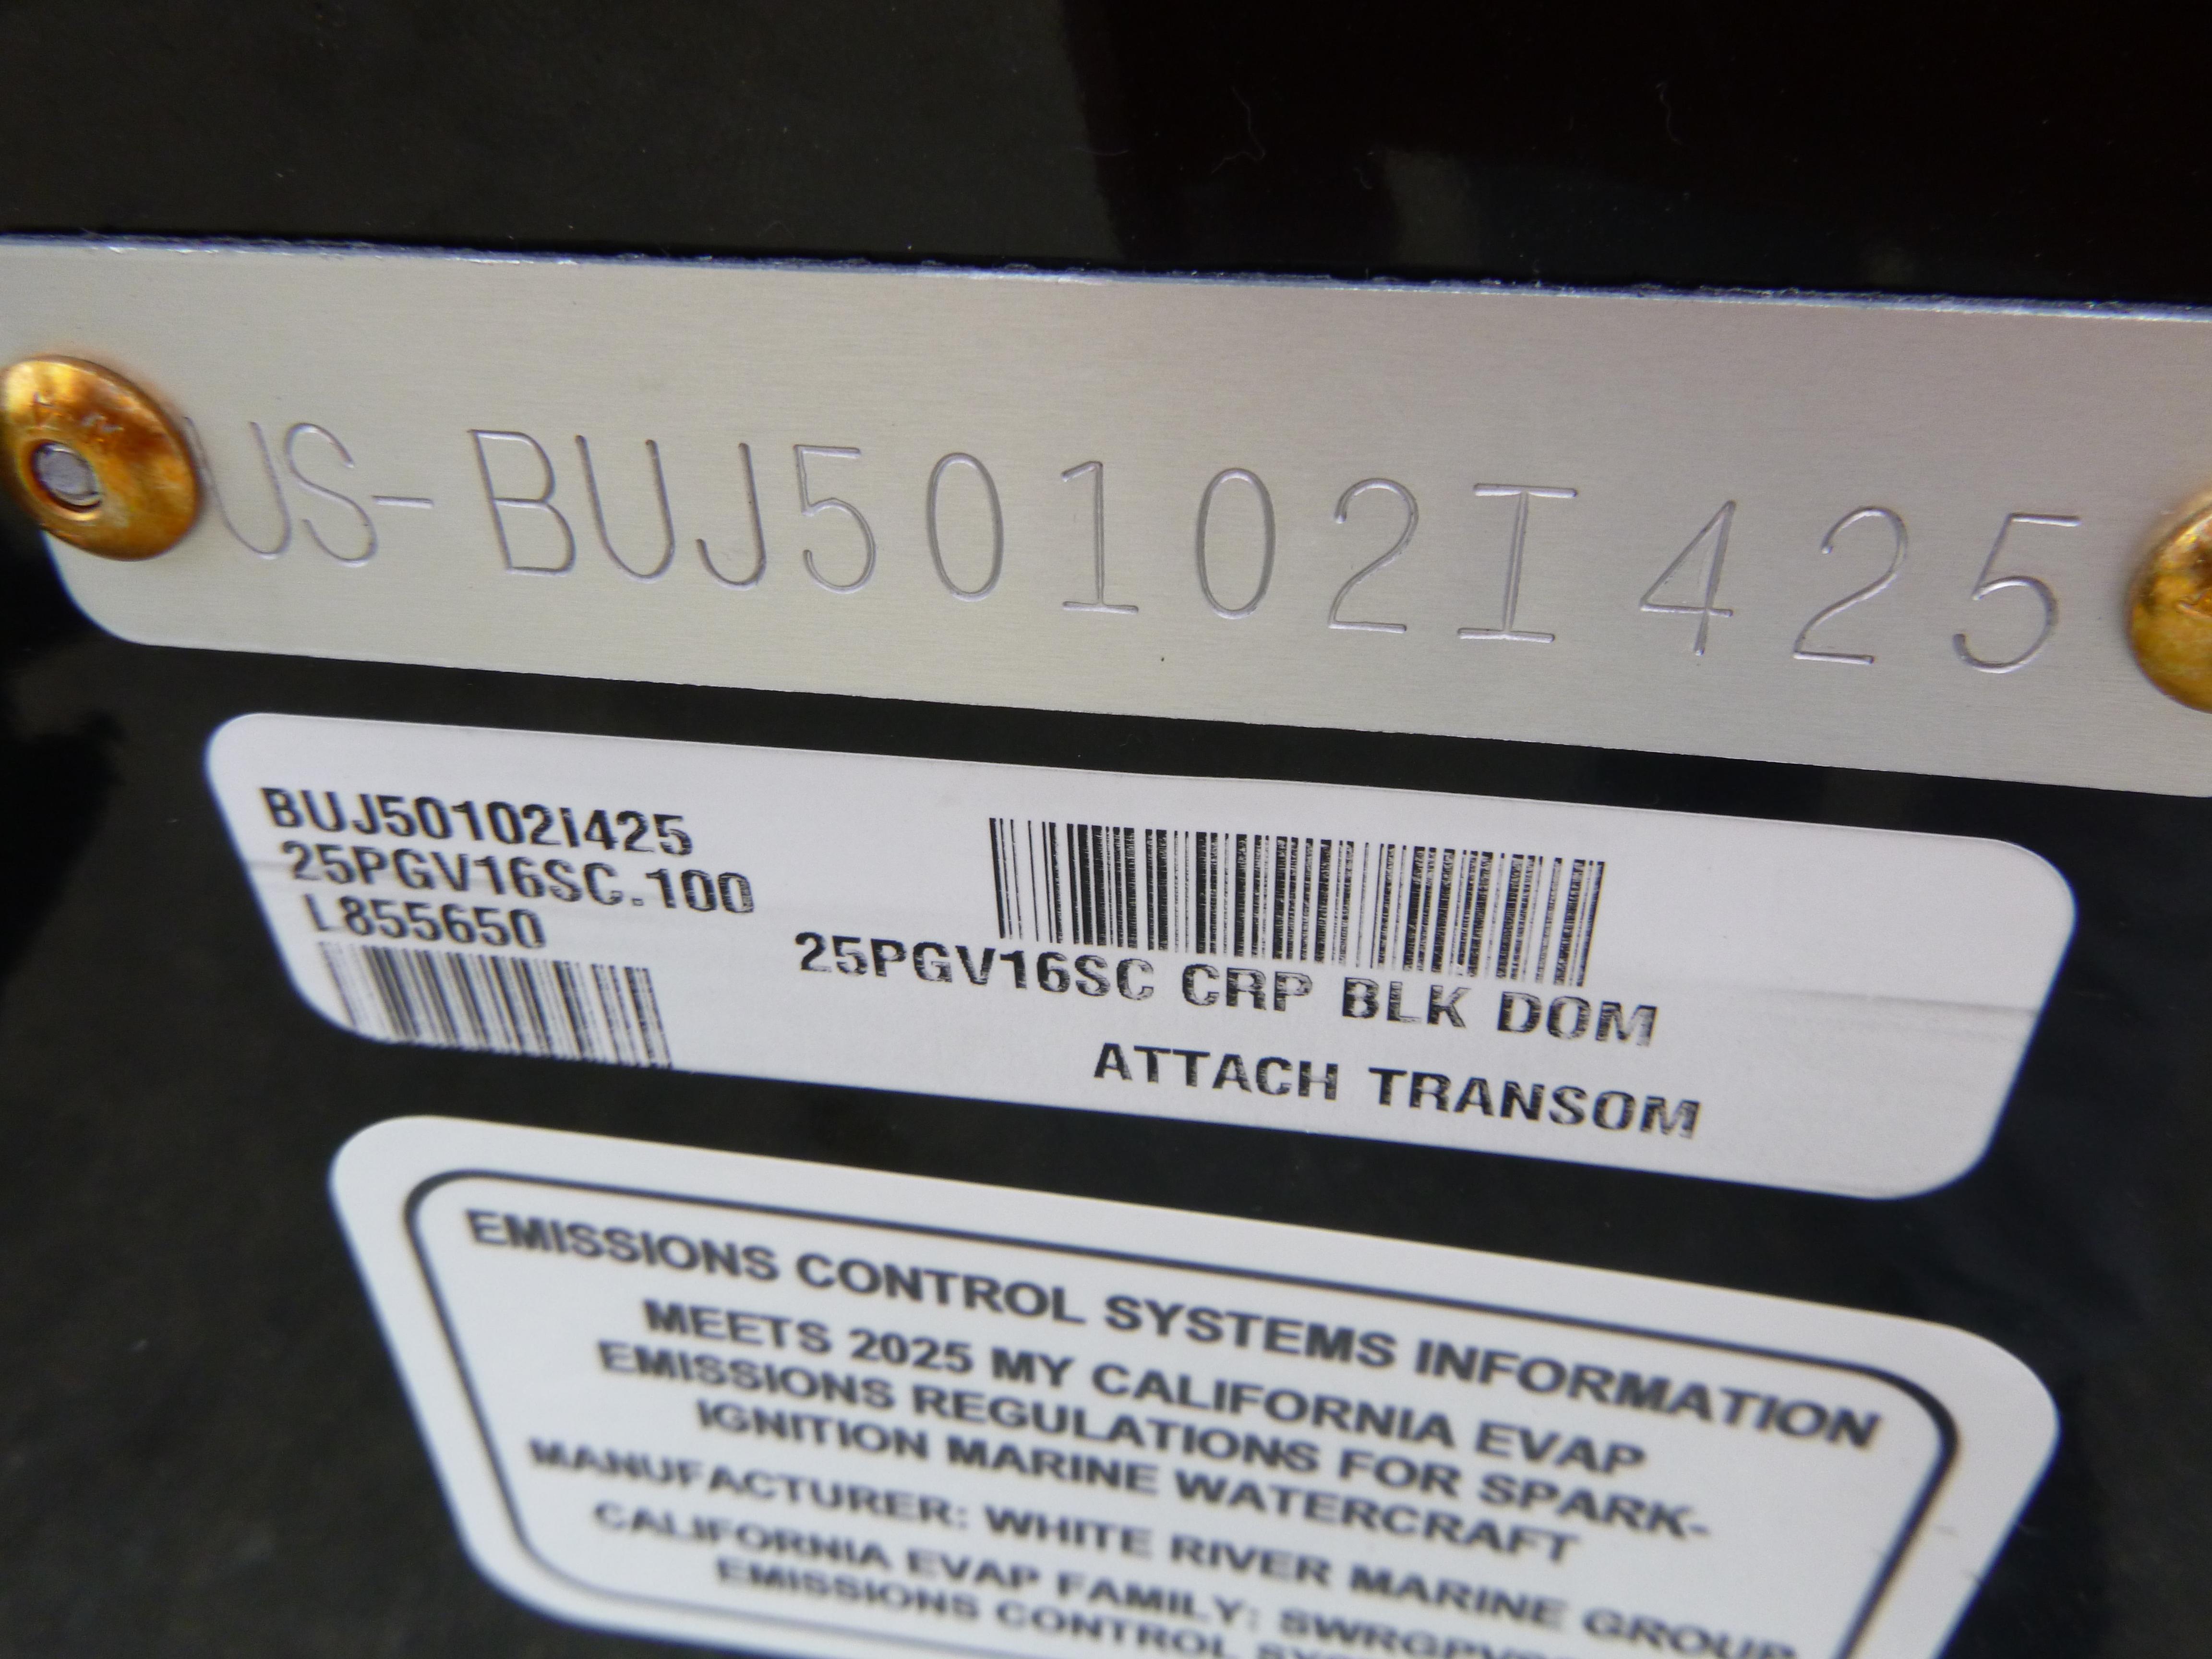 US-BUJ50102I425
BUJ50102I425
25PGV16SC.100
L855650
25PGV16SC CRP BLK DOM
ATTACH TRANSOM
EMISSIONS CONTROL SYSTEMS INFORMATION
MEETS 2025 MY CALIFORNIA EVAP
EMISSIONS REGULATIONS FOR SPARK-
IGNITION MARINE WATERCRAFT
MANUFACTURER: WHITE RIVER MARINE GROUP
CALIFORNIA EVAP FAMILY:
EMISSIONS CONTROL